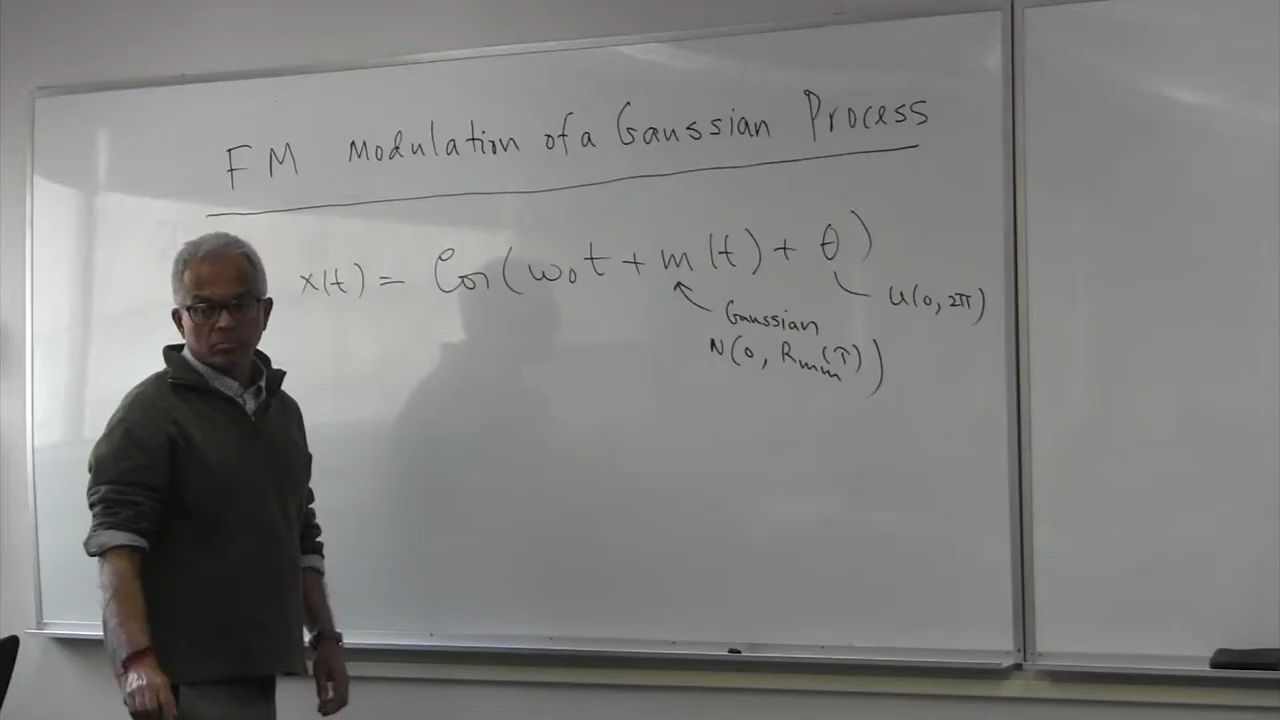 FM Modulation of a Gaussian Process
x(t) = Cos(ω₀t + m(t) + θ)
U(0, 2π)
Gaussian
N(0, Rmm(τ))